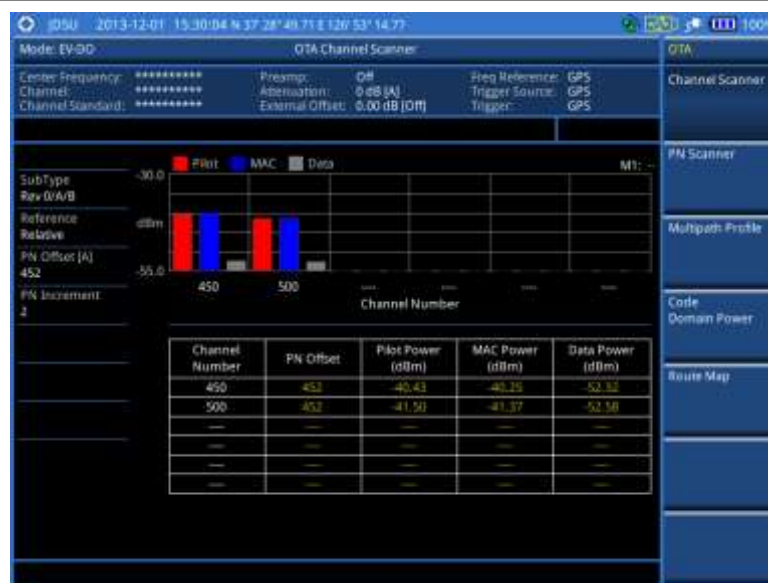 JDSU 2013-12-01 15:30:04 N 37° 28' 49.71 E 126° 53' 14.77 100%
Mode: EV-DO OTA Channel Scanner OTA
Center Frequency: ********** Preamp: Off Freq Reference: GPS
Channel: ********** Attenuation: 0 dB [A] Trigger Source: GPS
Channel Standard: ********** External Offset: 0.00 dB [Off] Trigger: GPS
Channel Scanner
PN Scanner
Multipath Profile
Code
Domain Power
Route Map
SubType
Rev 0/A/B
Reference
Relative
PN Offset [A]
452
PN Increment
2
Pilot MAC Data M1: --
-30.0
dBm
-55.0
450 500 ---- ---- ---- ----
Channel Number
Channel Number PN Offset Pilot Power (dBm) MAC Power (dBm) Data Power (dBm)
450 452 -40.43 -40.25 -52.32
500 452 -41.50 -41.37 -52.58
---- ---- ---- ---- ----
---- ---- ---- ---- ----
---- ---- ---- ---- ----
---- ---- ---- ---- ----